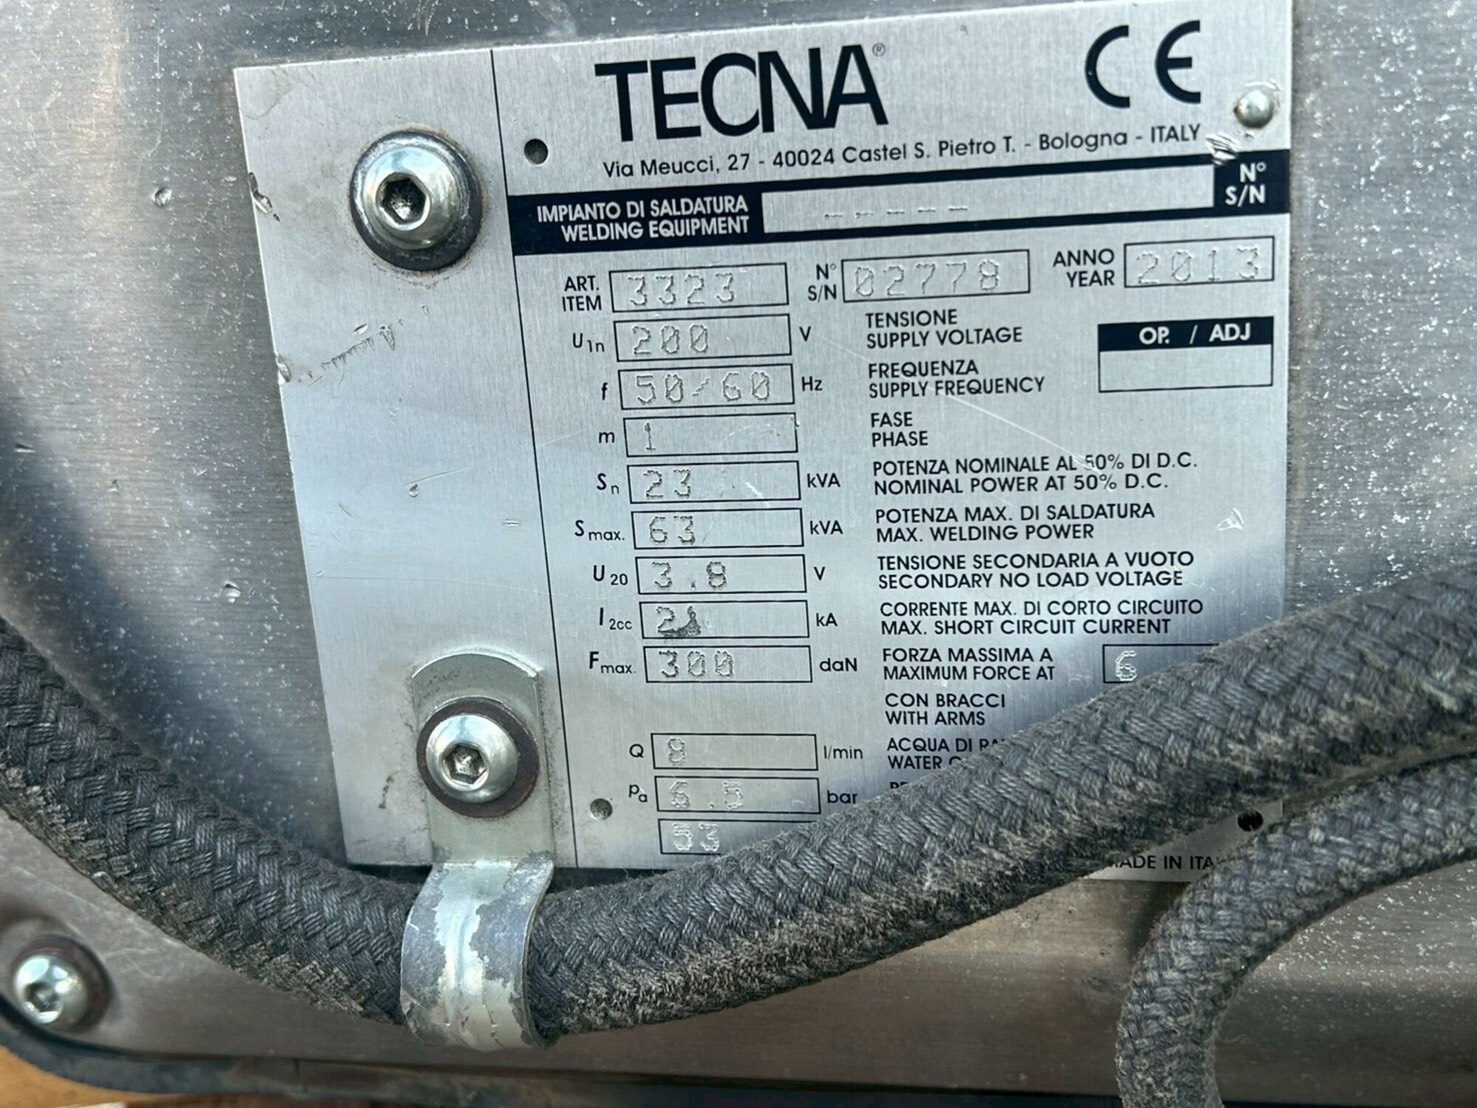 TECNA®
CE
Via Meucci, 27 - 40024 Castel S. Pietro T. - Bologna - ITALY
IMPIANTO DI SALDATURA
WELDING EQUIPMENT
-----
N°
S/N
ART.
ITEM
3323
N°
S/N
02778
ANNO
YEAR
2013
U1n 200 V
TENSIONE
SUPPLY VOLTAGE
OP. / ADJ
f 50/60 Hz
FREQUENZA
SUPPLY FREQUENCY
m 1
FASE
PHASE
Sn 23 kVA
POTENZA NOMINALE AL 50% DI D.C.
NOMINAL POWER AT 50% D.C.
Smax. 63 kVA
POTENZA MAX. DI SALDATURA
MAX. WELDING POWER
U20 3.8 V
TENSIONE SECONDARIA A VUOTO
SECONDARY NO LOAD VOLTAGE
I2cc kA
CORRENTE MAX. DI CORTO CIRCUITO
MAX. SHORT CIRCUIT CURRENT
Fmax. 300 daN
FORZA MASSIMA A
MAXIMUM FORCE AT
6
CON BRACCI
WITH ARMS
Q 8 l/min
ACQUA DI
WATER
Pa 6.5 bar
MADE IN